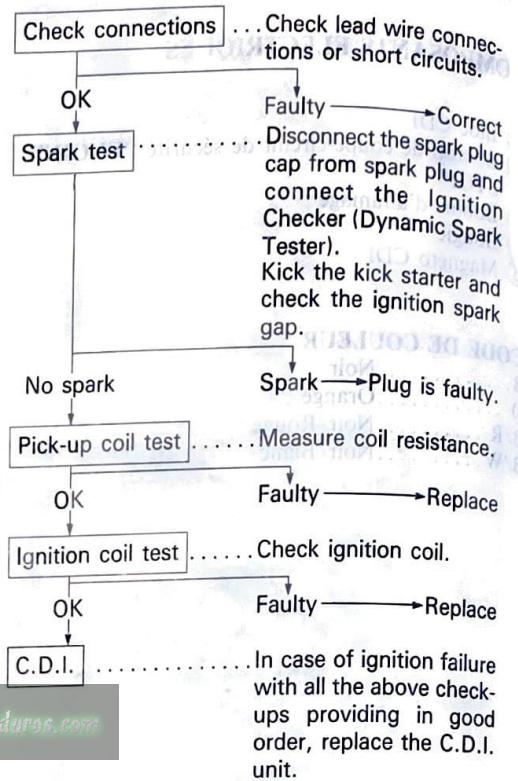 Check connections ... Check lead wire connec-
tions or short circuits.
OK
Faulty Correct
Spark test .......... Disconnect the spark plug
cap from spark plug and
connect the Ignition
Checker (Dynamic Spark
Tester).
Kick the kick starter and
check the ignition spark
gap.
No spark Spark Plug is faulty.
Pick-up coil test ...... Measure coil resistance.
OK Faulty Replace
Ignition coil test ...... Check ignition coil.
OK Faulty Replace
C.D.I. .............. In case of ignition failure
with all the above check-
ups providing in good
order, replace the C.D.I.
unit.